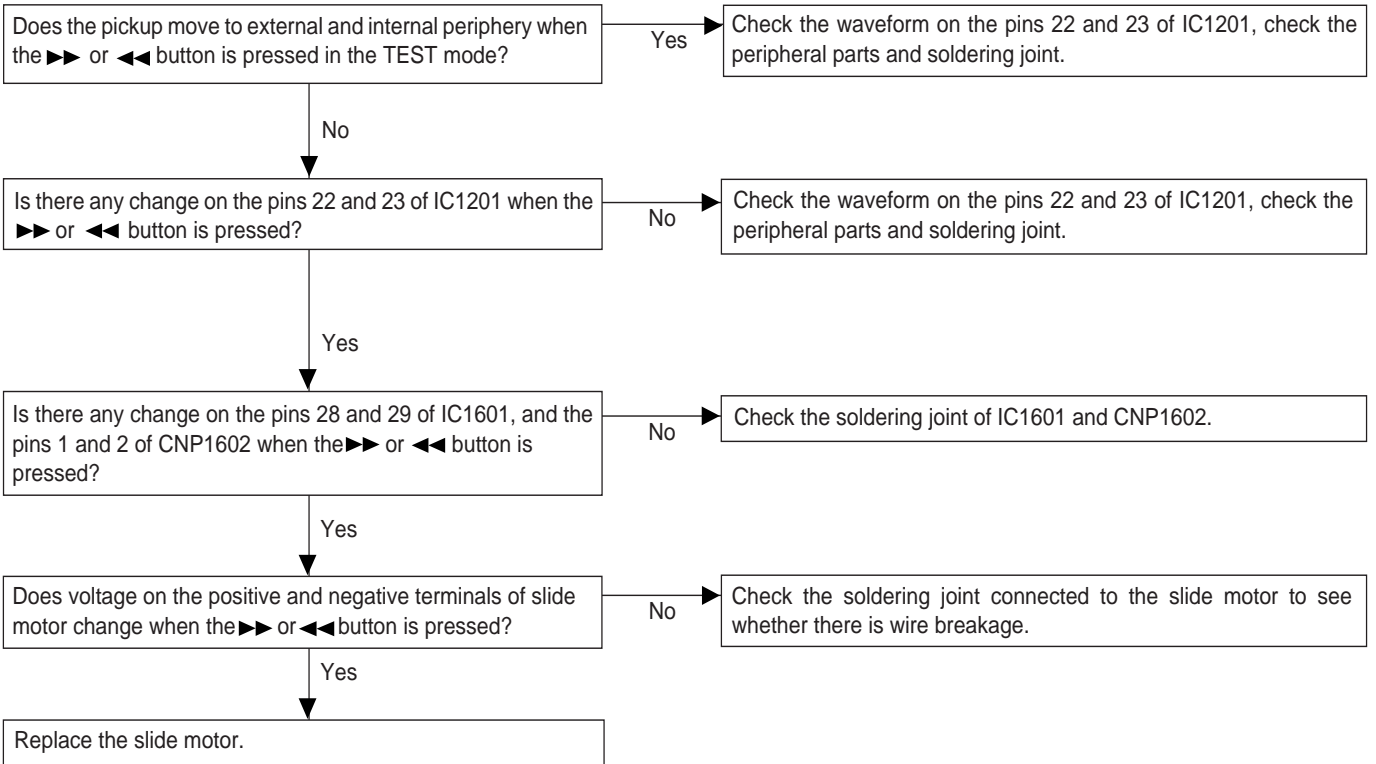 Does the pickup move to external and internal periphery when
the ▶▶ or ◀◀ button is pressed in the TEST mode?
Yes
Check the waveform on the pins 22 and 23 of IC1201, check the
peripheral parts and soldering joint.
No
Is there any change on the pins 22 and 23 of IC1201 when the
▶▶ or ◀◀ button is pressed?
No
Check the waveform on the pins 22 and 23 of IC1201, check the
peripheral parts and soldering joint.
Yes
Is there any change on the pins 28 and 29 of IC1601, and the
pins 1 and 2 of CNP1602 when the ▶▶ or ◀◀ button is
pressed?
No
Check the soldering joint of IC1601 and CNP1602.
Yes
Does voltage on the positive and negative terminals of slide
motor change when the ▶▶ or ◀◀ button is pressed?
No
Check the soldering joint connected to the slide motor to see
whether there is wire breakage.
Yes
Replace the slide motor.